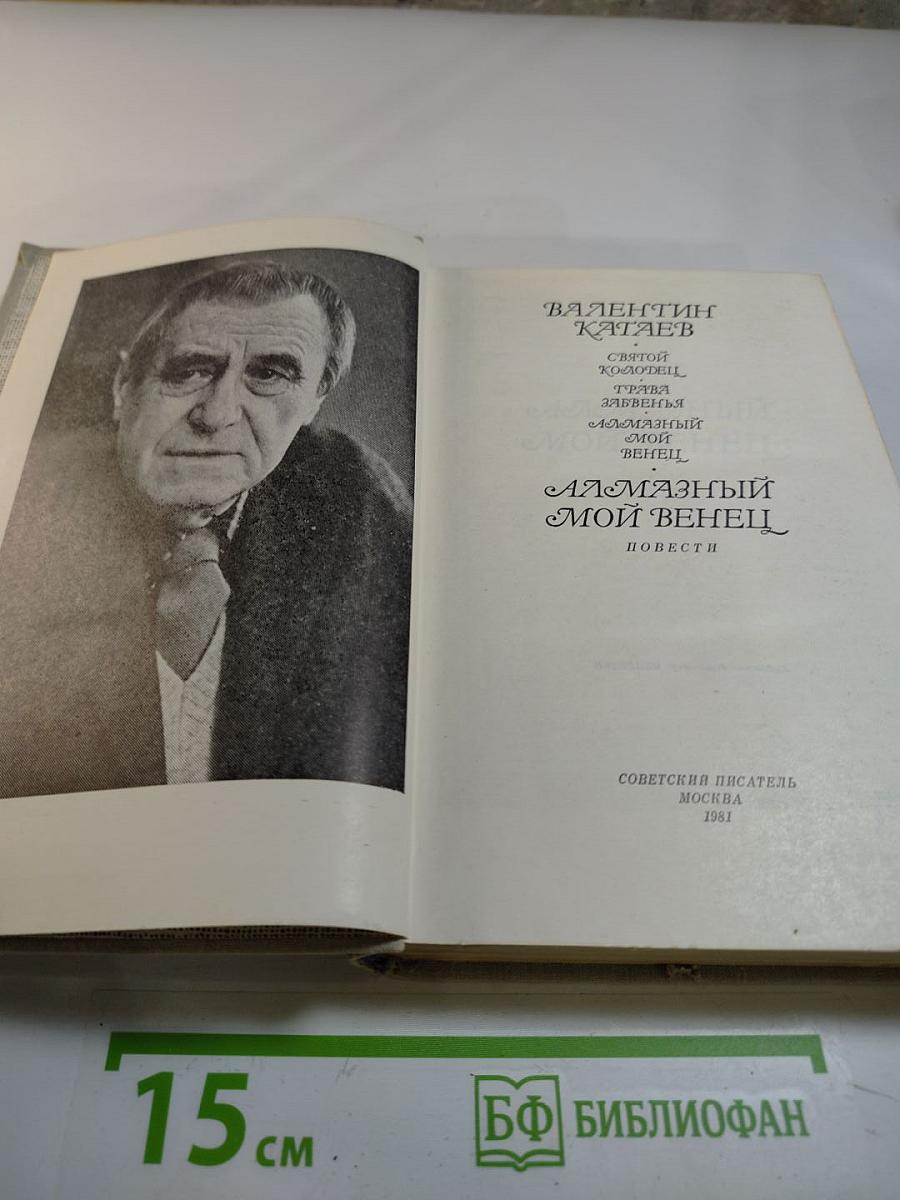 ВАЛЕНТИН
КАТАЕВ
СВЯТОЙ
КОЛОДЕЦ
ТРАВА
ЗАБВЕНЬЯ
АЛМАЗНЫЙ
МОЙ
ВЕНЕЦ
АЛМАЗНЫЙ
МОЙ ВЕНЕЦ
ПОВЕСТИ
СОВЕТСКИЙ ПИСАТЕЛЬ
МОСКВА
1981
15 см
БФ БИБЛИОФАН